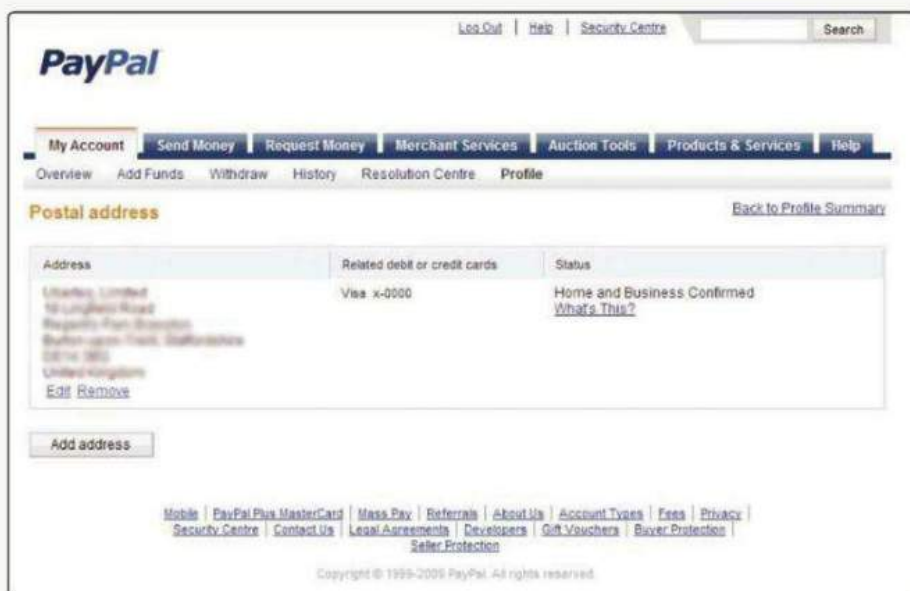 Log Out | Help | Security Centre
Search
PayPal
My Account Send Money Request Money Merchant Services Auction Tools Products & Services Help
Overview Add Funds Withdraw History Resolution Centre Profile
Postal address
Back to Profile Summary
Address Related debit or credit cards Status
Visa x-0000 Home and Business Confirmed
What's This?
Edit Remove
Add address
Mobile | PayPal Plus MasterCard | Mass Pay | Referrals | About Us | Account Types | Fees | Privacy |
Security Centre | Contact Us | Legal Agreements | Developers | Gift Vouchers | Buyer Protection |
Seller Protection
Copyright © 1999-2009 PayPal. All rights reserved.